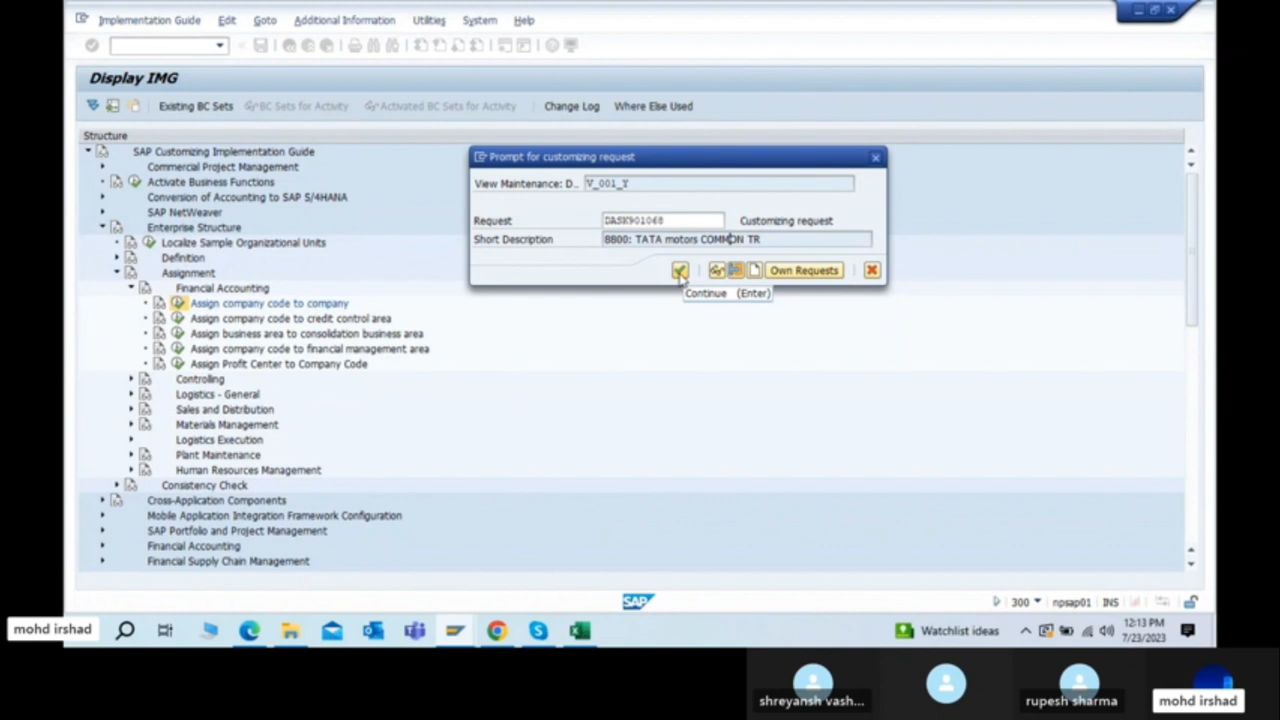 Implementation Guide Edit Goto Additional Information Utilities System Help
Display IMG
Existing BC Sets BC Sets for Activity Activated BC Sets for Activity Change Log Where Else Used
Structure
SAP Customizing Implementation Guide
Commercial Project Management
Activate Business Functions
Conversion of Accounting to SAP S/4HANA
SAP NetWeaver
Enterprise Structure
Localize Sample Organizational Units
Definition
Assignment
Financial Accounting
Assign company code to company
Assign company code to credit control area
Assign business area to consolidation business area
Assign company code to financial management area
Assign Profit Center to Company Code
Controlling
Logistics - General
Sales and Distribution
Materials Management
Logistics Execution
Plant Maintenance
Human Resources Management
Consistency Check
Cross-Application Components
Mobile Application Integration Framework Configuration
SAP Portfolio and Project Management
Financial Accounting
Financial Supply Chain Management
Prompt for customizing request
View Maintenance: D.. V_001_Y
Request DASK901068 Customizing request
Short Description 8800: TATA motors COMMON TR
Own Requests
Continue (Enter)
SAP
300 npsap01 INS
mohd irshad
Watchlist ideas
12:13 PM
7/23/2023
shreyansh vash...
rupesh sharma
mohd irshad